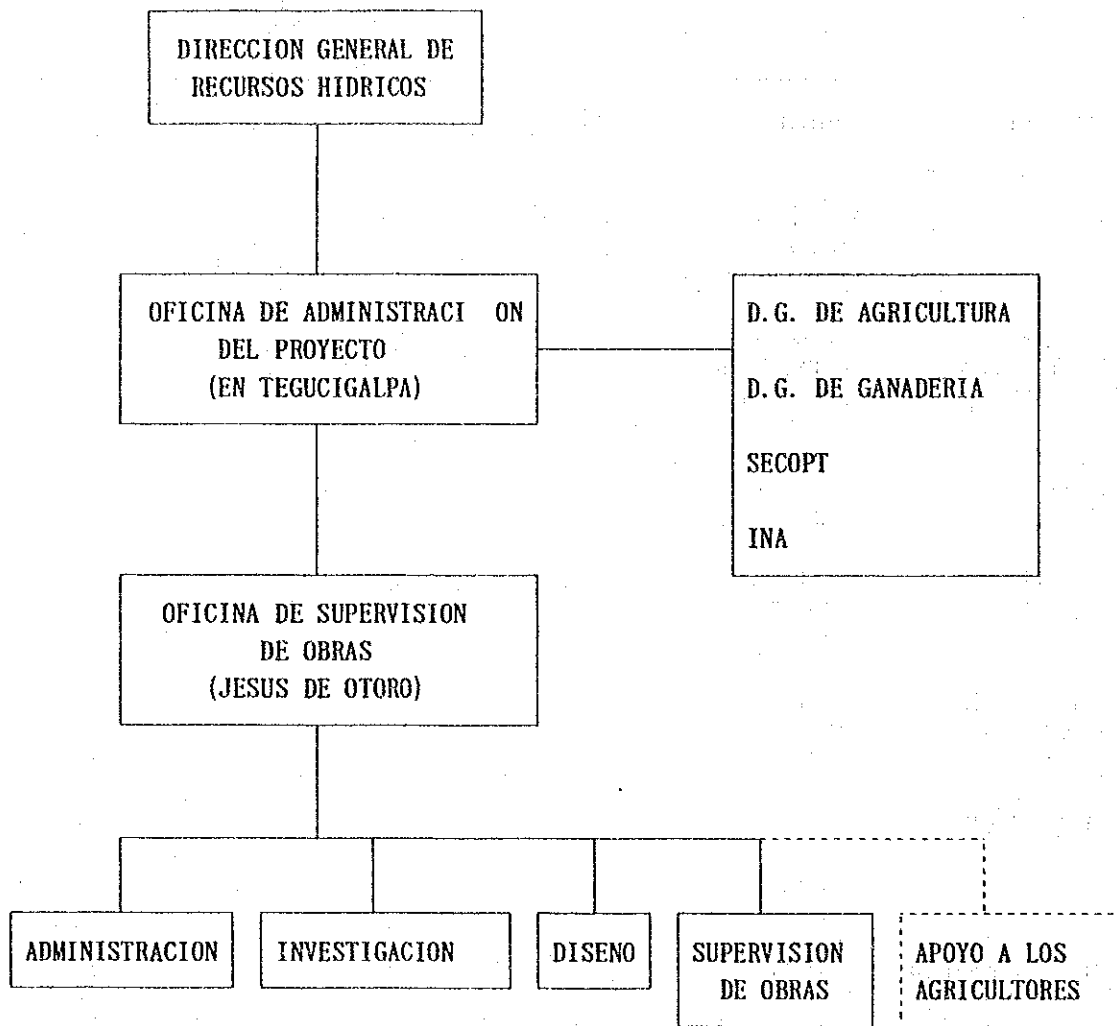 DIRECCION GENERAL DE
RECURSOS HIDRICOS
OFICINA DE ADMINISTRACI ON
DEL PROYECTO
(EN TEGUCIGALPA)
D.G. DE AGRICULTURA
D.G. DE GANADERIA
SECOPT
INA
OFICINA DE SUPERVISION
DE OBRAS
(JESUS DE OTORO)
ADMINISTRACION
INVESTIGACION
DISENO
SUPERVISION
DE OBRAS
APOYO A LOS
AGRICULTORES